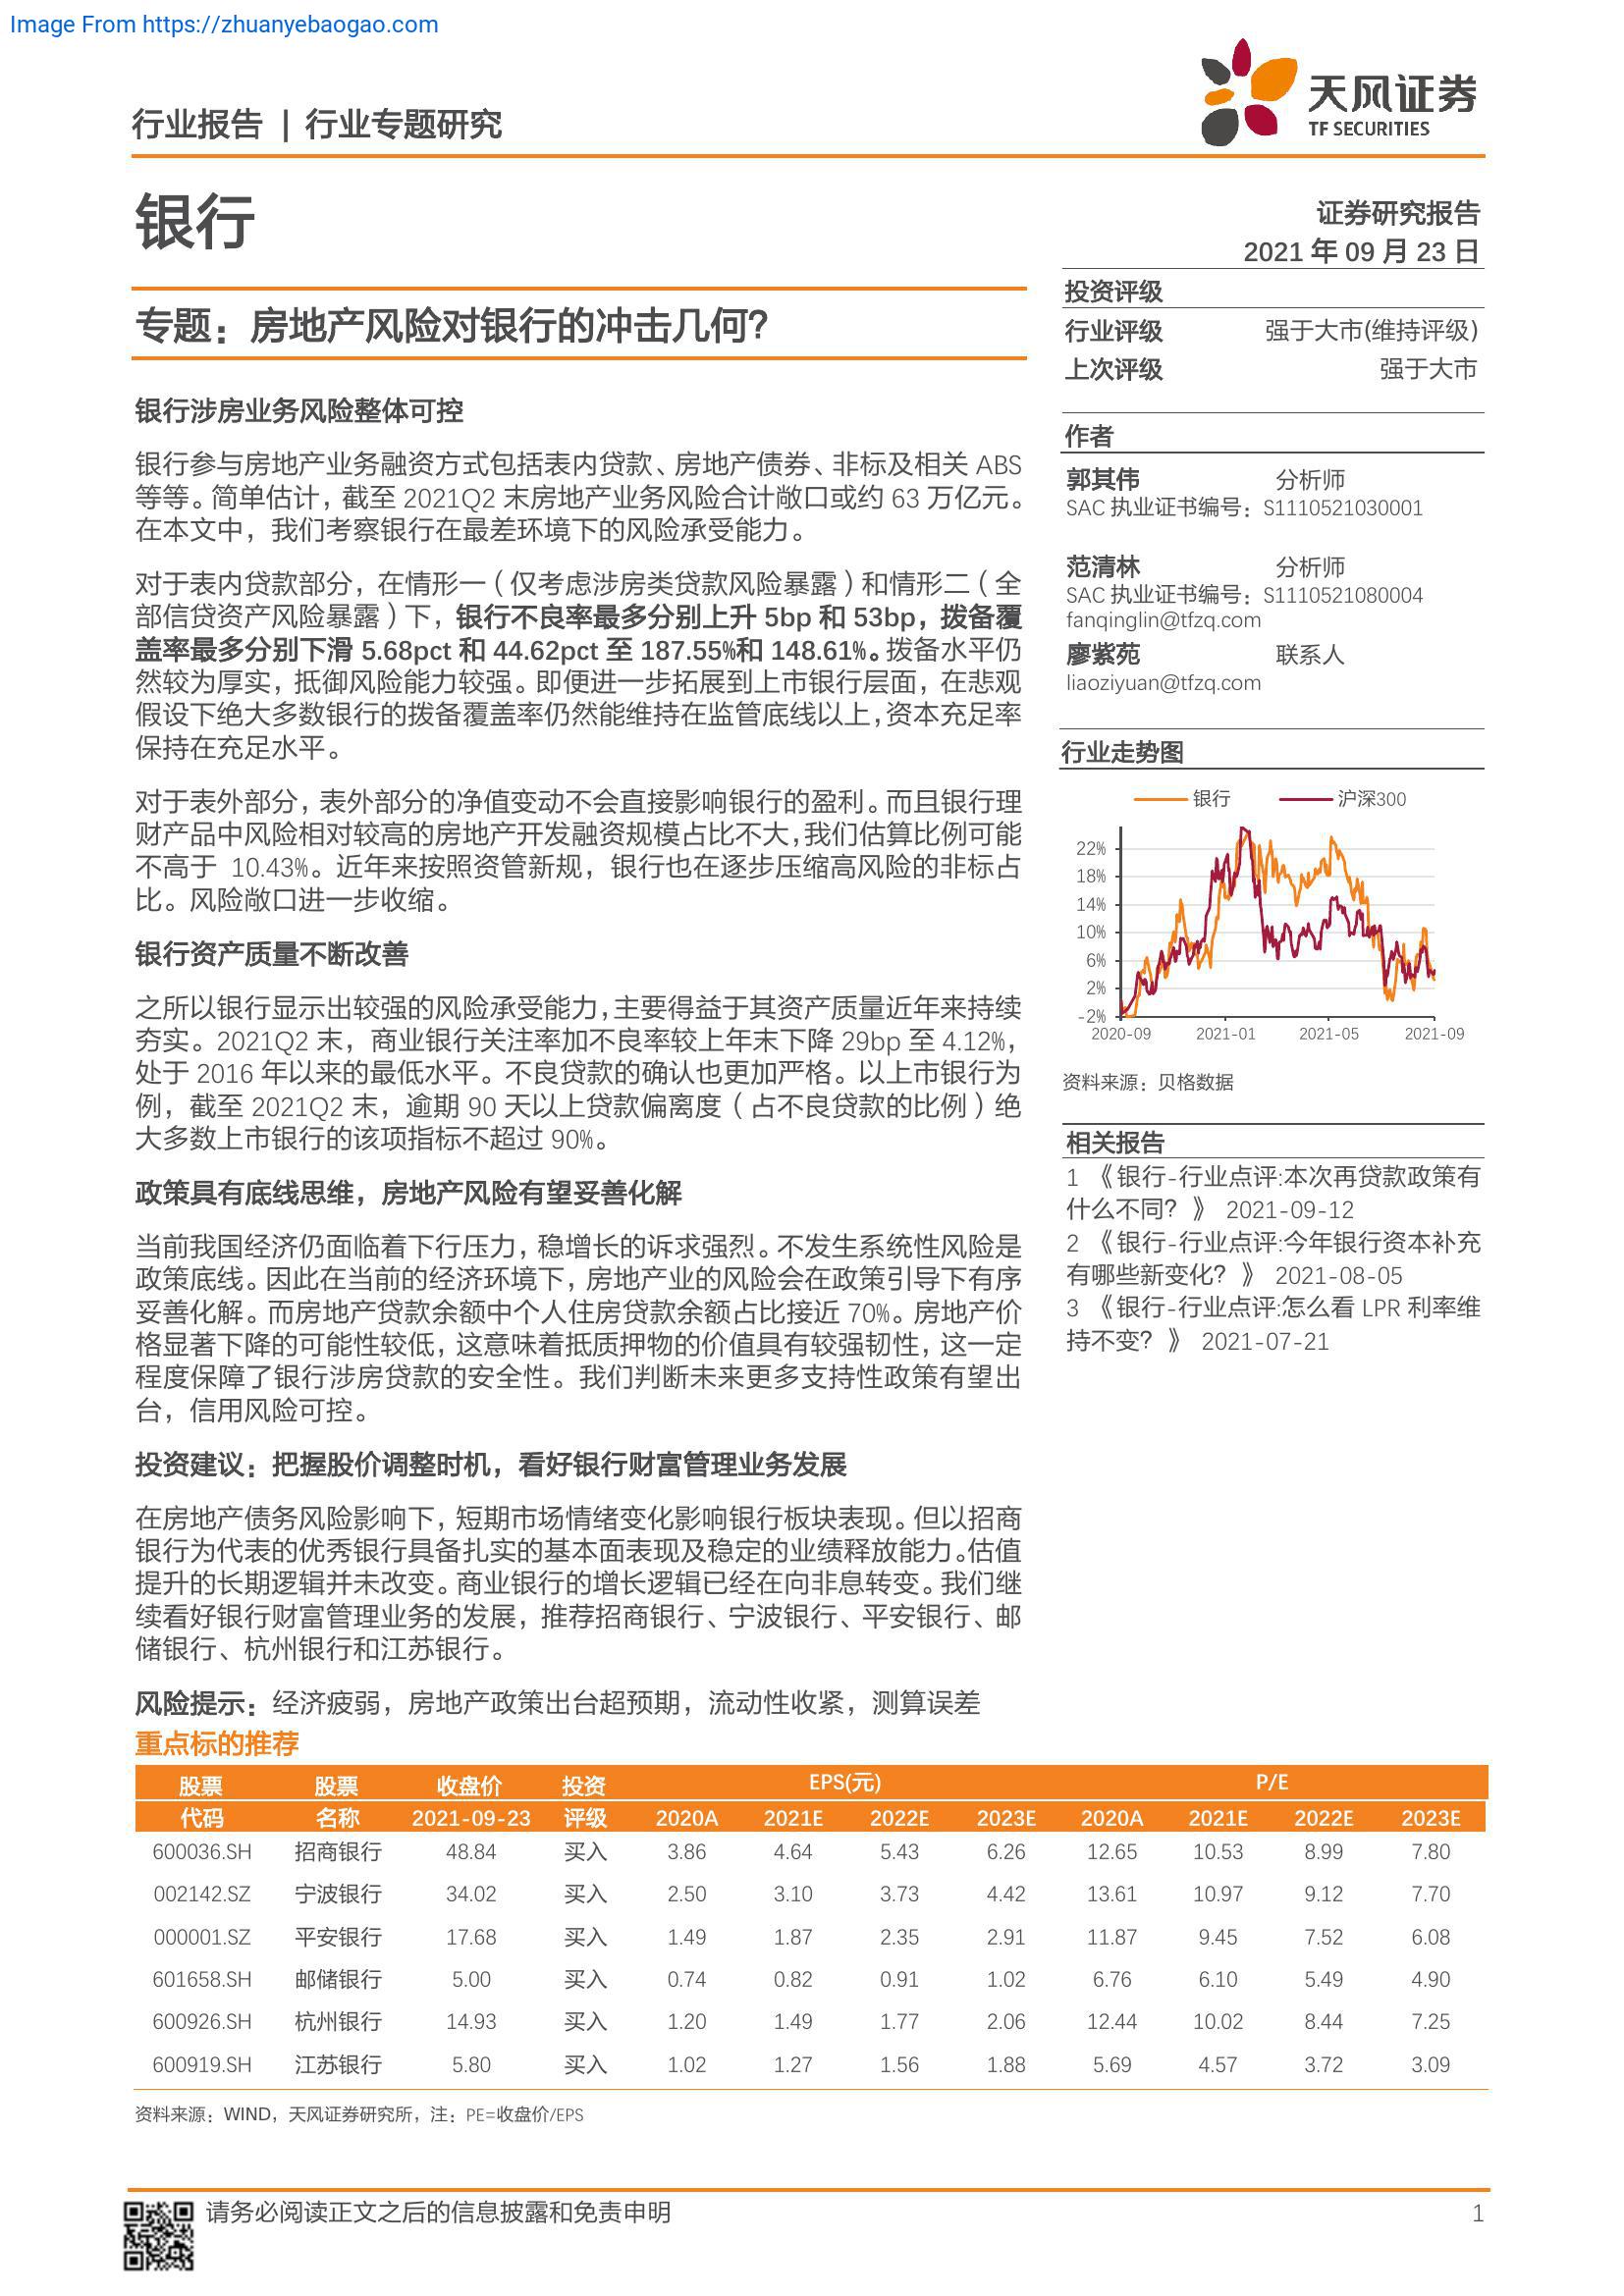 Image From https://zhuanyebaogao.com
行业报告 | 行业专题研究
天风证券
TF SECURITIES
银行
证券研究报告
2021 年 09 月 23 日
专题：房地产风险对银行的冲击几何？
银行涉房业务风险整体可控
银行参与房地产业务融资方式包括表内贷款、房地产债券、非标及相关 ABS
等等。简单估计，截至 2021Q2 末房地产业务风险合计敞口或约 63 万亿元。
在本文中，我们考察银行在最差环境下的风险承受能力。
对于表内贷款部分，在情形一（仅考虑涉房类贷款风险暴露）和情形二（全
部信贷资产风险暴露）下，银行不良率最多分别上升 5bp 和 53bp，拨备覆
盖率最多分别下滑 5.68pct 和 44.62pct 至 187.55%和 148.61%。拨备水平仍
然较为厚实，抵御风险能力较强。即便进一步拓展到上市银行层面，在悲观
假设下绝大多数银行的拨备覆盖率仍然能维持在监管底线以上，资本充足率
保持在充足水平。
对于表外部分，表外部分的净值变动不会直接影响银行的盈利。而且银行理
财产品中风险相对较高的房地产开发融资规模占比不大，我们估算比例可能
不高于 10.43%。近年来按照资管新规，银行也在逐步压缩高风险的非标占
比。风险敞口进一步收缩。
银行资产质量不断改善
之所以银行显示出较强的风险承受能力，主要得益于其资产质量近年来持续
夯实。2021Q2 末，商业银行关注率加不良率较上年末下降 29bp 至 4.12%，
处于 2016 年以来的最低水平。不良贷款的确认也更加严格。以上市银行为
例，截至 2021Q2 末，逾期 90 天以上贷款偏离度（占不良贷款的比例）绝
大多数上市银行的该项指标不超过 90%。
政策具有底线思维，房地产风险有望妥善化解
当前我国经济仍面临着下行压力，稳增长的诉求强烈。不发生系统性风险是
政策底线。因此在当前的经济环境下，房地产业的风险会在政策引导下有序
妥善化解。而房地产贷款余额中个人住房贷款余额占比接近 70%。房地产价
格显著下降的可能性较低，这意味着抵质押物的价值具有较强韧性，这一定
程度保障了银行涉房贷款的安全性。我们判断未来更多支持性政策有望出
台，信用风险可控。
投资建议：把握股价调整时机，看好银行财富管理业务发展
在房地产债务风险影响下，短期市场情绪变化影响银行板块表现。但以招商
银行为代表的优秀银行具备扎实的基本面表现及稳定的业绩释放能力。估值
提升的长期逻辑并未改变。商业银行的增长逻辑已经在向非息转变。我们继
续看好银行财富管理业务的发展，推荐招商银行、宁波银行、平安银行、邮
储银行、杭州银行和江苏银行。
风险提示：经济疲弱，房地产政策出台超预期，流动性收紧，测算误差
投资评级
行业评级 强于大市(维持评级)
上次评级 强于大市
作者
郭其伟 分析师
SAC 执业证书编号：S1110521030001
范清林 分析师
SAC 执业证书编号：S1110521080004
fanqinglin@tfzq.com
廖紫苑 联系人
liaoziyuan@tfzq.com
行业走势图
银行 沪深300
22%
18%
14%
10%
6%
2%
-2%
2020-09 2021-01 2021-05 2021-09
资料来源：贝格数据
相关报告
1 《银行-行业点评:本次再贷款政策有
什么不同？》 2021-09-12
2 《银行-行业点评:今年银行资本补充
有哪些新变化？》 2021-08-05
3 《银行-行业点评:怎么看 LPR 利率维
持不变？》 2021-07-21
重点标的推荐
股票 股票 收盘价 投资 EPS(元) P/E
代码 名称 2021-09-23 评级 2020A 2021E 2022E 2023E 2020A 2021E 2022E 2023E
600036.SH 招商银行 48.84 买入 3.86 4.64 5.43 6.26 12.65 10.53 8.99 7.80
002142.SZ 宁波银行 34.02 买入 2.50 3.10 3.73 4.42 13.61 10.97 9.12 7.70
000001.SZ 平安银行 17.68 买入 1.49 1.87 2.35 2.91 11.87 9.45 7.52 6.08
601658.SH 邮储银行 5.00 买入 0.74 0.82 0.91 1.02 6.76 6.10 5.49 4.90
600926.SH 杭州银行 14.93 买入 1.20 1.49 1.77 2.06 12.44 10.02 8.44 7.25
600919.SH 江苏银行 5.80 买入 1.02 1.27 1.56 1.88 5.69 4.57 3.72 3.09
资料来源：WIND，天风证券研究所，注：PE=收盘价/EPS
请务必阅读正文之后的信息披露和免责申明 1